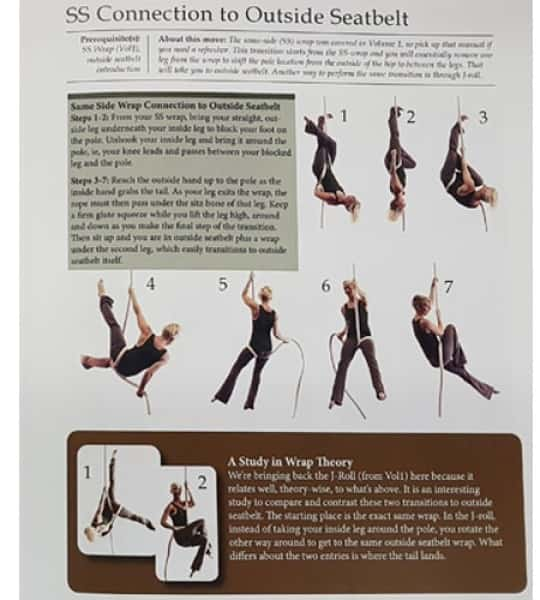 SS Connection to Outside Seatbelt
Prerequisite(s):
SS Wrap (Vol1),
outside seatbelt
introduction
About this move: The same-side (SS) wrap was covered in Volume 1, so pick up that manual if
you need a refresher. This transition starts from the SS wrap and you will essentially remove one
leg from the wrap to shift the pole location from the outside of the hip to between the legs. That
will take you to outside seatbelt. Another way to perform the same transition is through J-roll.
Same Side Wrap Connection to Outside Seatbelt
Steps 1-2: From your SS wrap, bring your straight, out-
side leg underneath your inside leg to block your foot on
the pole. Unhook your inside leg and bring it around the
pole, ie, your knee leads and passes between your blocked
leg and the pole.
Steps 3-7: Reach the outside hand up to the pole as the
inside hand grabs the tail. As your leg exits the wrap, the
rope must then pass under the sitz bone of that leg. Keep
a firm glute squeeze while you lift the leg high, around
and down as you make the final step of the transition.
Then sit up and you are in outside seatbelt plus a wrap
under the second leg, which easily transitions to outside
seatbelt itself.
1
2
3
4
5
6
7
1
2
A Study in Wrap Theory
We're bringing back the J-Roll (from Vol1) here because it
relates well, theory-wise, to what's above. It is an interesting
study to compare and contrast these two transitions to outside
seatbelt. The starting place is the exact same wrap. In the J-roll,
instead of taking your inside leg around the pole, you rotate the
other way around to get to the same outside seatbelt wrap. What
differs about the two entries is where the tail lands.